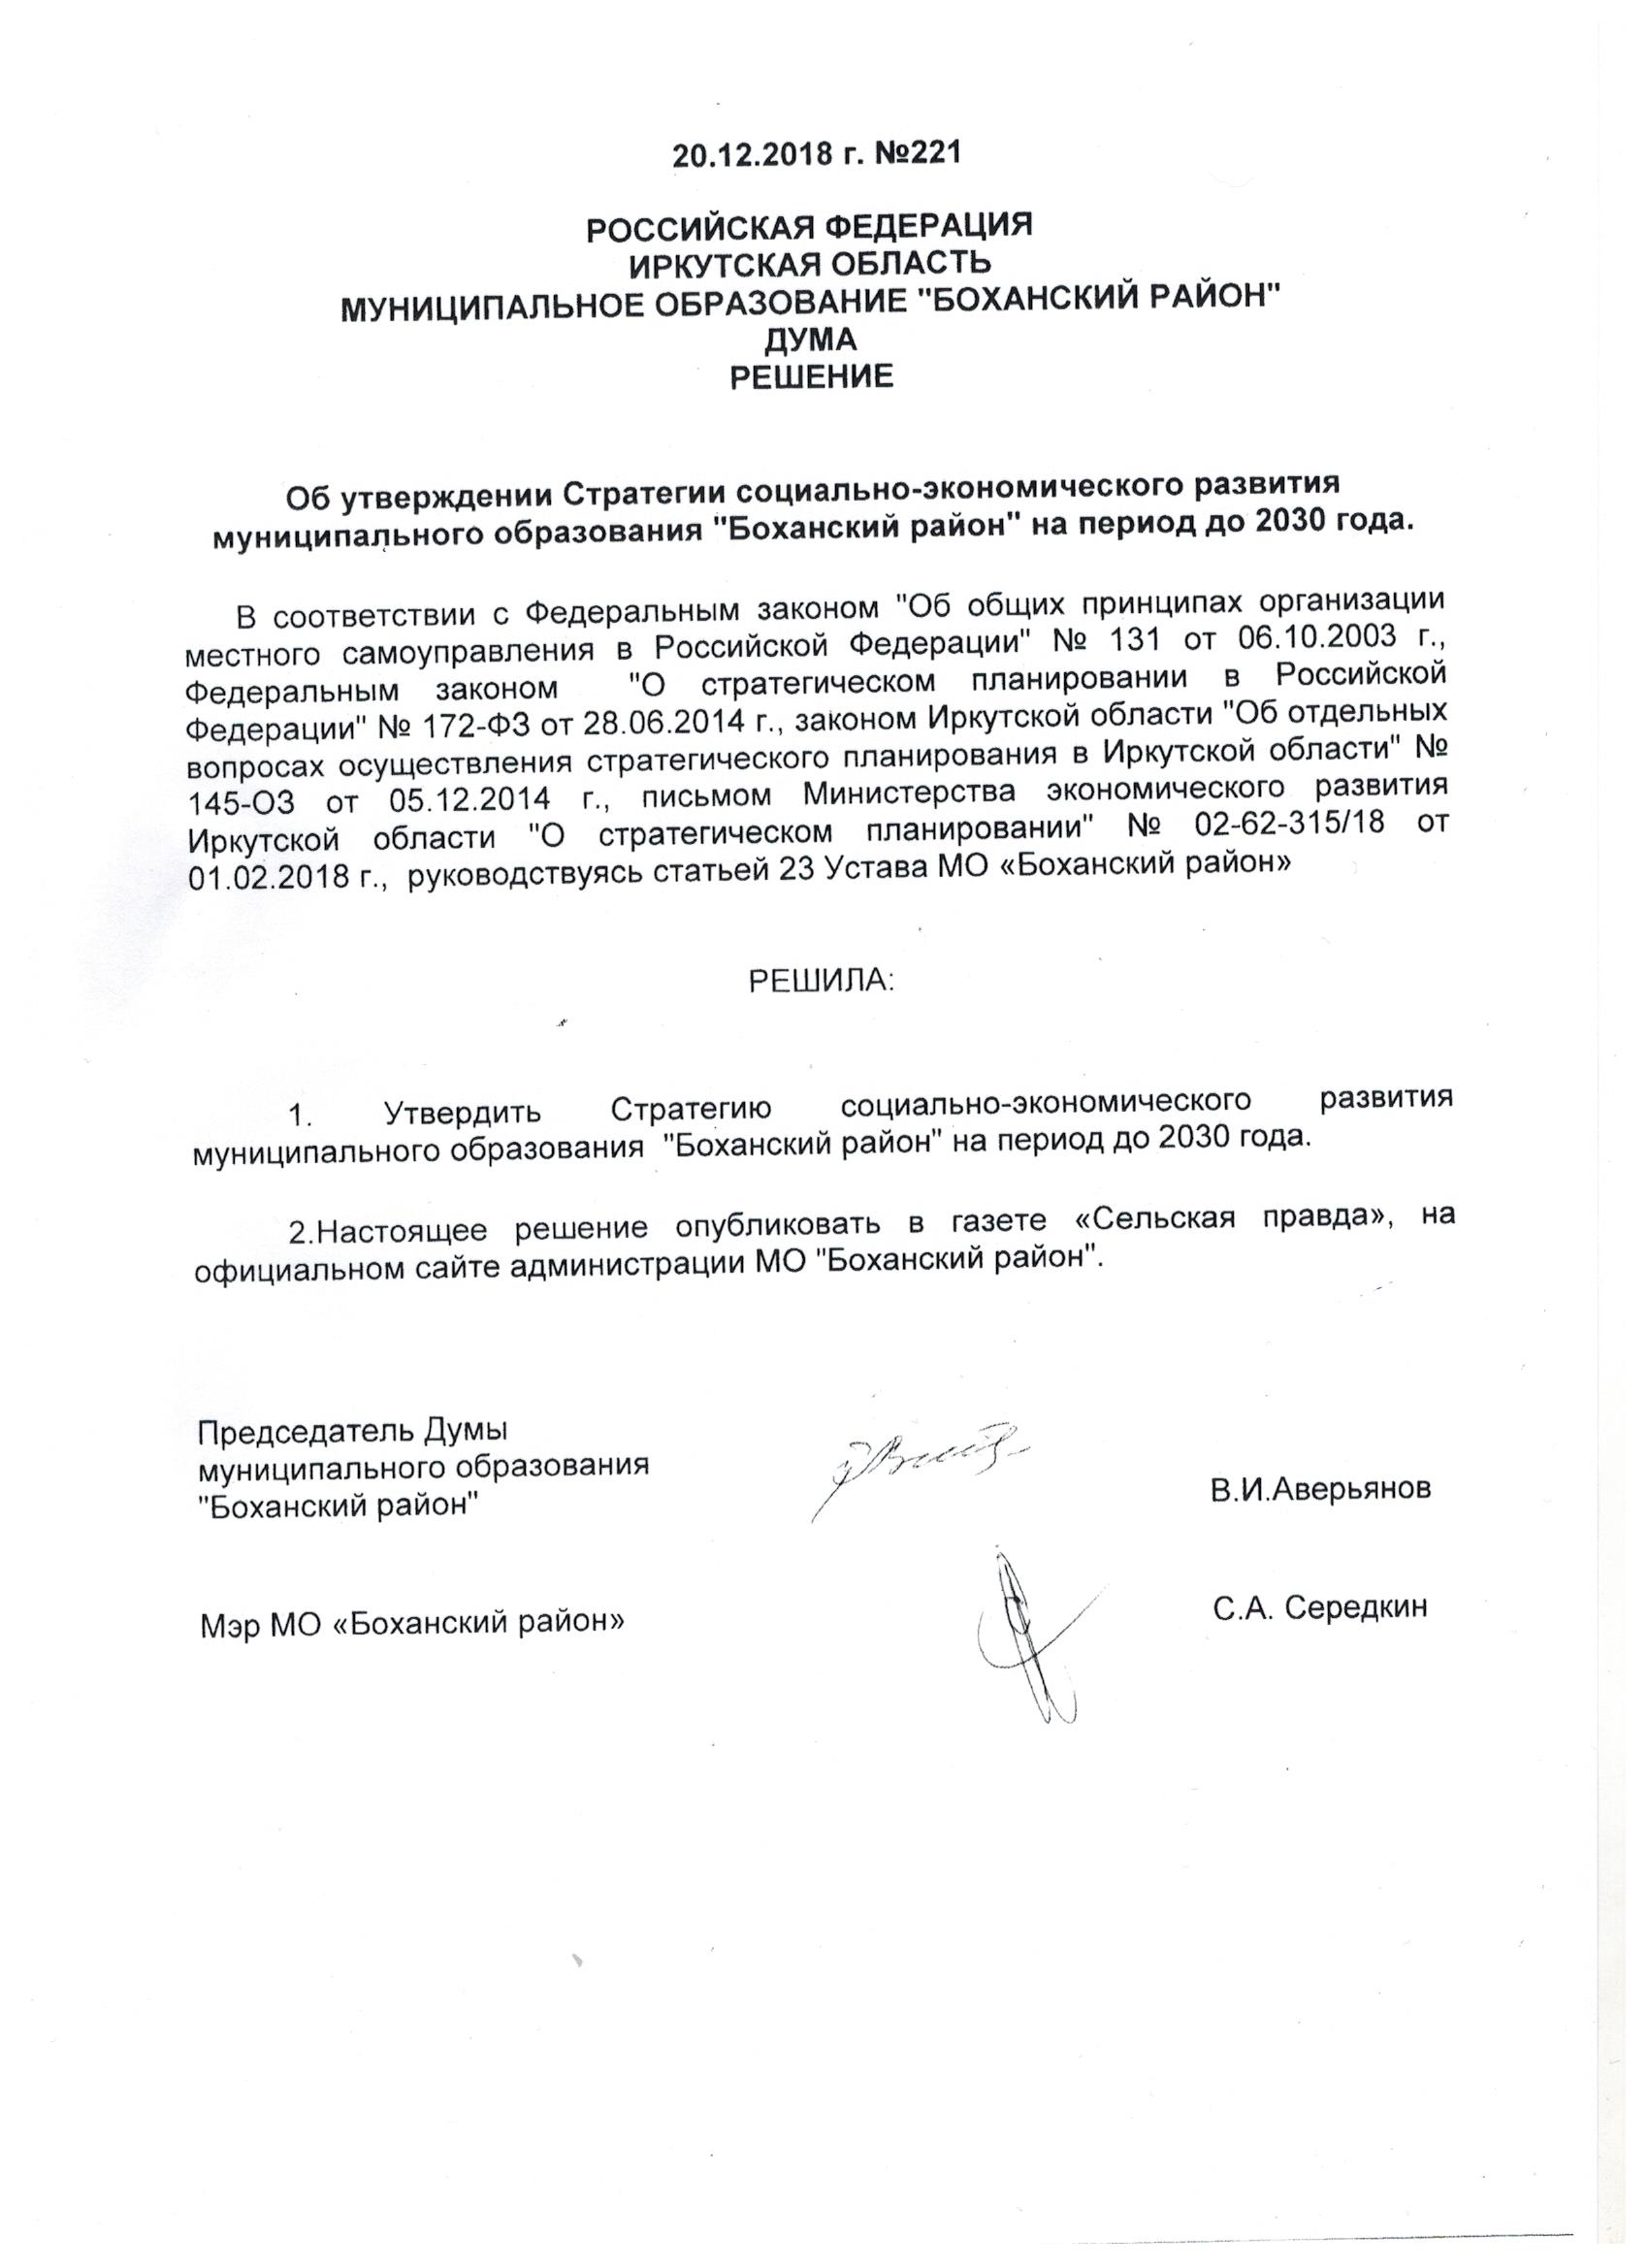 20.12.2018 г. №221
РОССИЙСКАЯ ФЕДЕРАЦИЯ
ИРКУТСКАЯ ОБЛАСТЬ
МУНИЦИПАЛЬНОЕ ОБРАЗОВАНИЕ "БОХАНСКИЙ РАЙОН"
ДУМА
РЕШЕНИЕ
Об утверждении Стратегии социально-экономического развития
муниципального образования "Боханский район" на период до 2030 года.
В соответствии с Федеральным законом "Об общих принципах организации
местного самоуправления в Российской Федерации" № 131 от 06.10.2003 г.,
Федеральным законом "О стратегическом планировании в Российской
Федерации" № 172-ФЗ от 28.06.2014 г., законом Иркутской области "Об отдельных
вопросах осуществления стратегического планирования в Иркутской области" №
145-ОЗ от 05.12.2014 г., письмом Министерства экономического развития
Иркутской области "О стратегическом планировании" № 02-62-315/18 от
01.02.2018 г., руководствуясь статьей 23 Устава МО «Боханский район»
РЕШИЛА:
1. Утвердить Стратегию социально-экономического развития
муниципального образования "Боханский район" на период до 2030 года.
2.Настоящее решение опубликовать в газете «Сельская правда», на
официальном сайте администрации МО "Боханский район".
Председатель Думы
муниципального образования
"Боханский район"
В.И.Аверьянов
Мэр МО «Боханский район»
С.А. Середкин